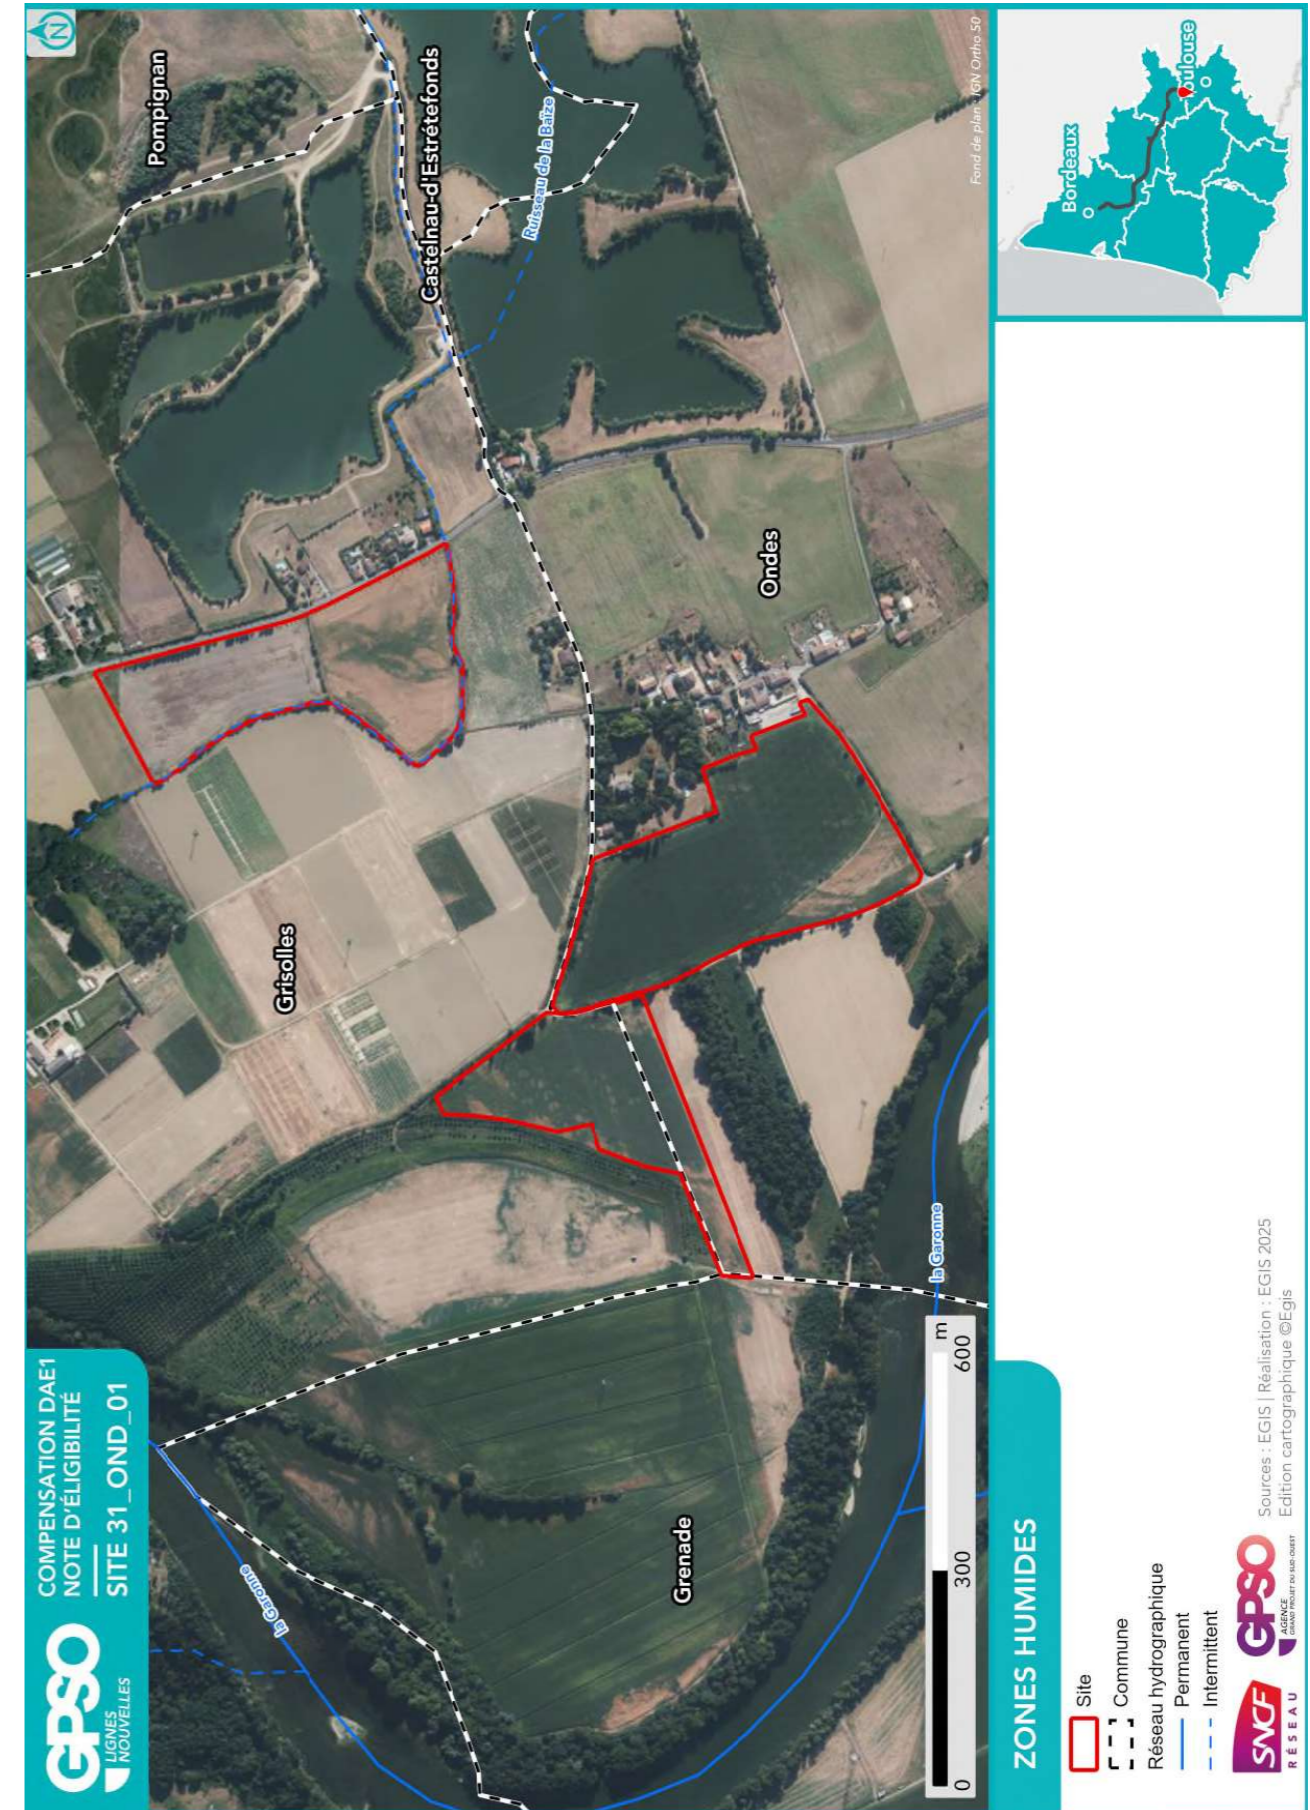 GPSO
LIGNES
NOUVELLES
COMPENSATION DAE1
NOTE D'ÉLIGIBILITÉ
SITE 31_OND_01
N
la Garonne
Grenade
Grisolles
Pompignan
Castelnau-d'Estrétefonds
Ruisseau de la Baïze
Ondes
la Garonne
0 300 600 m
Fond de plan : IGN Ortho 50
ZONES HUMIDES
Site
Commune
Réseau hydrographique
Permanent
Intermittent
SNCF
RÉSEAU
GPSO
AGENCE
GRAND PROJET DU SUD-OUEST
Sources : EGIS | Réalisation : EGIS 2025
Edition cartographique ©Egis
Bordeaux
Toulouse